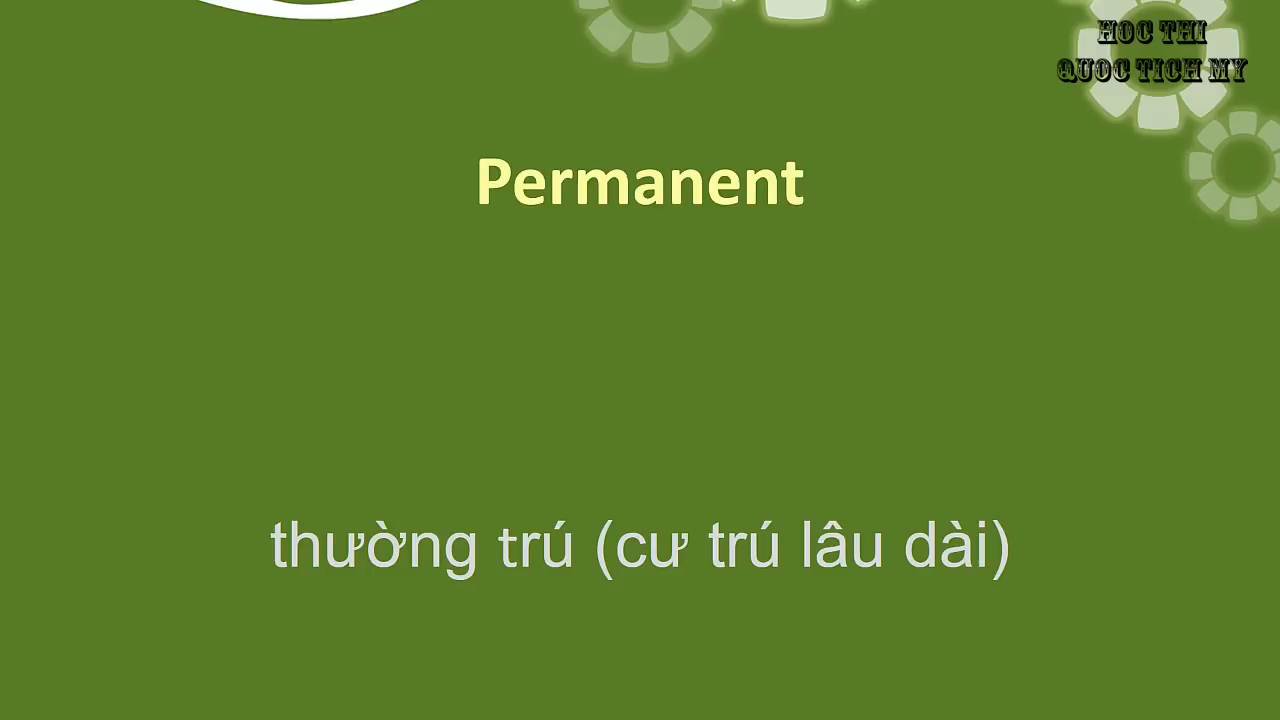 HOC THI
QUOC TICH MY
Permanent
thường trú (cư trú lâu dài)